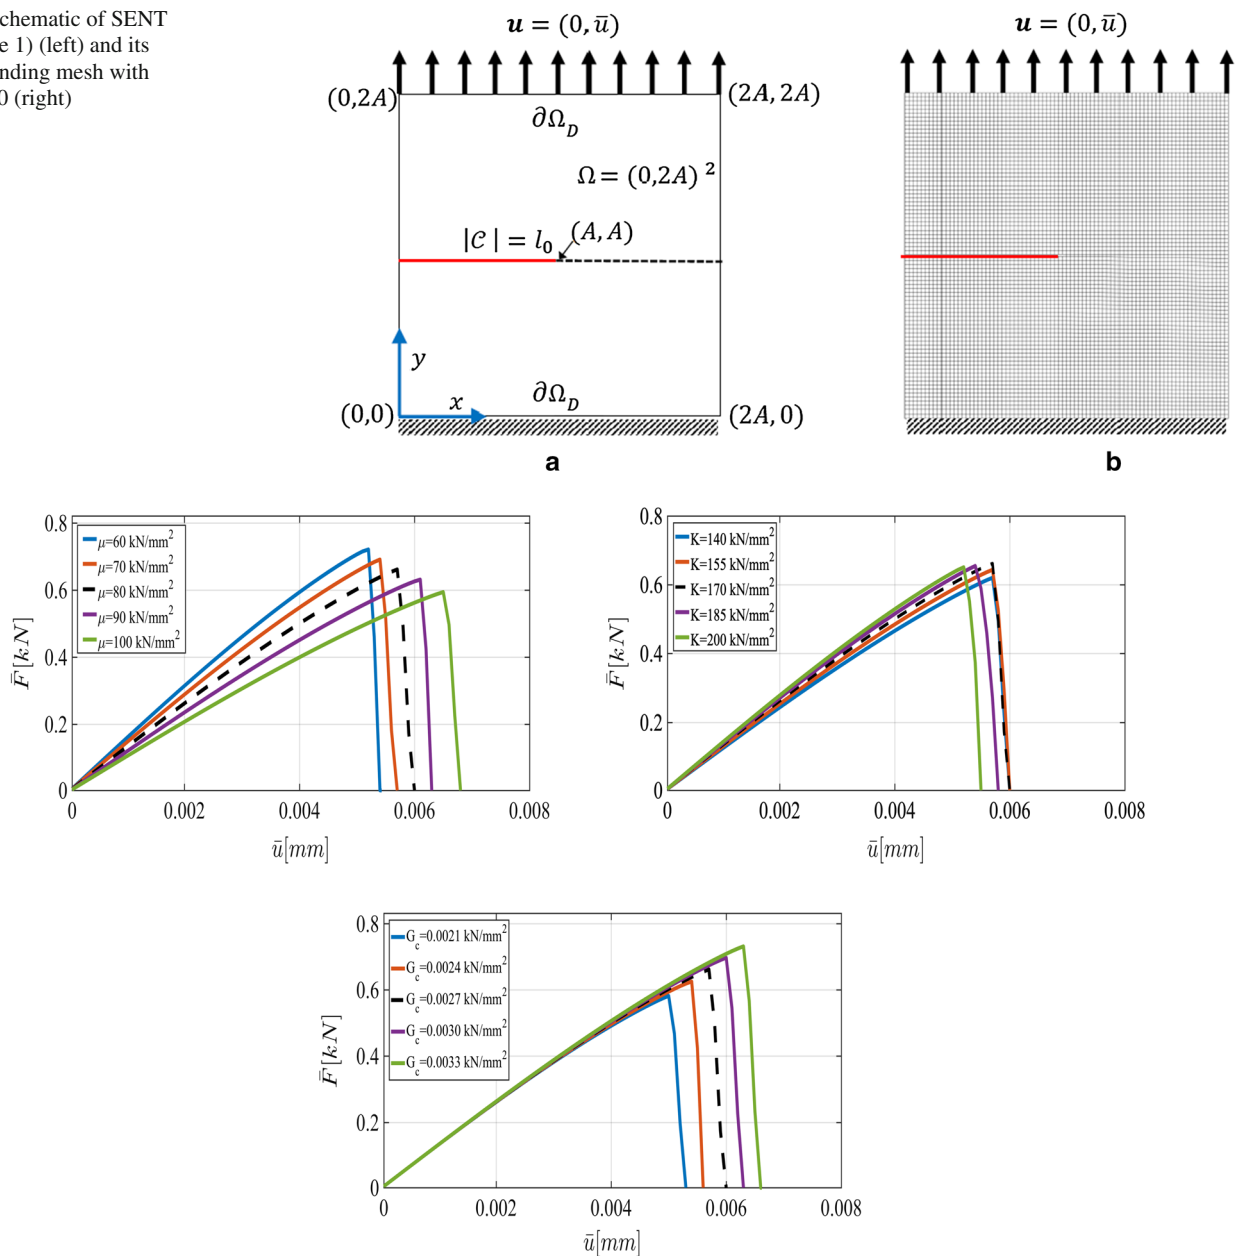 chematic of SENT
e 1) (left) and its
nding mesh with
0 (right)
u = (0, ū)
(0,2A)
(2A, 2A)
∂Ω_D
Ω = (0,2A)²
|𝒞| = l₀
(A, A)
y
x
∂Ω_D
(0,0)
(2A, 0)
a
u = (0, ū)
b
0.8
0.6
0.4
0.2
0
F̄[kN]
μ=60 kN/mm²
μ=70 kN/mm²
μ=80 kN/mm²
μ=90 kN/mm²
μ=100 kN/mm²
0 0.002 0.004 0.006 0.008
ū[mm]
0.8
0.6
0.4
0.2
0
F̄[kN]
K=140 kN/mm²
K=155 kN/mm²
K=170 kN/mm²
K=185 kN/mm²
K=200 kN/mm²
0 0.002 0.004 0.006 0.008
ū[mm]
0.8
0.6
0.4
0.2
0
F̄[kN]
G_c=0.0021 kN/mm²
G_c=0.0024 kN/mm²
G_c=0.0027 kN/mm²
G_c=0.0030 kN/mm²
G_c=0.0033 kN/mm²
0 0.002 0.004 0.006 0.008
ū[mm]